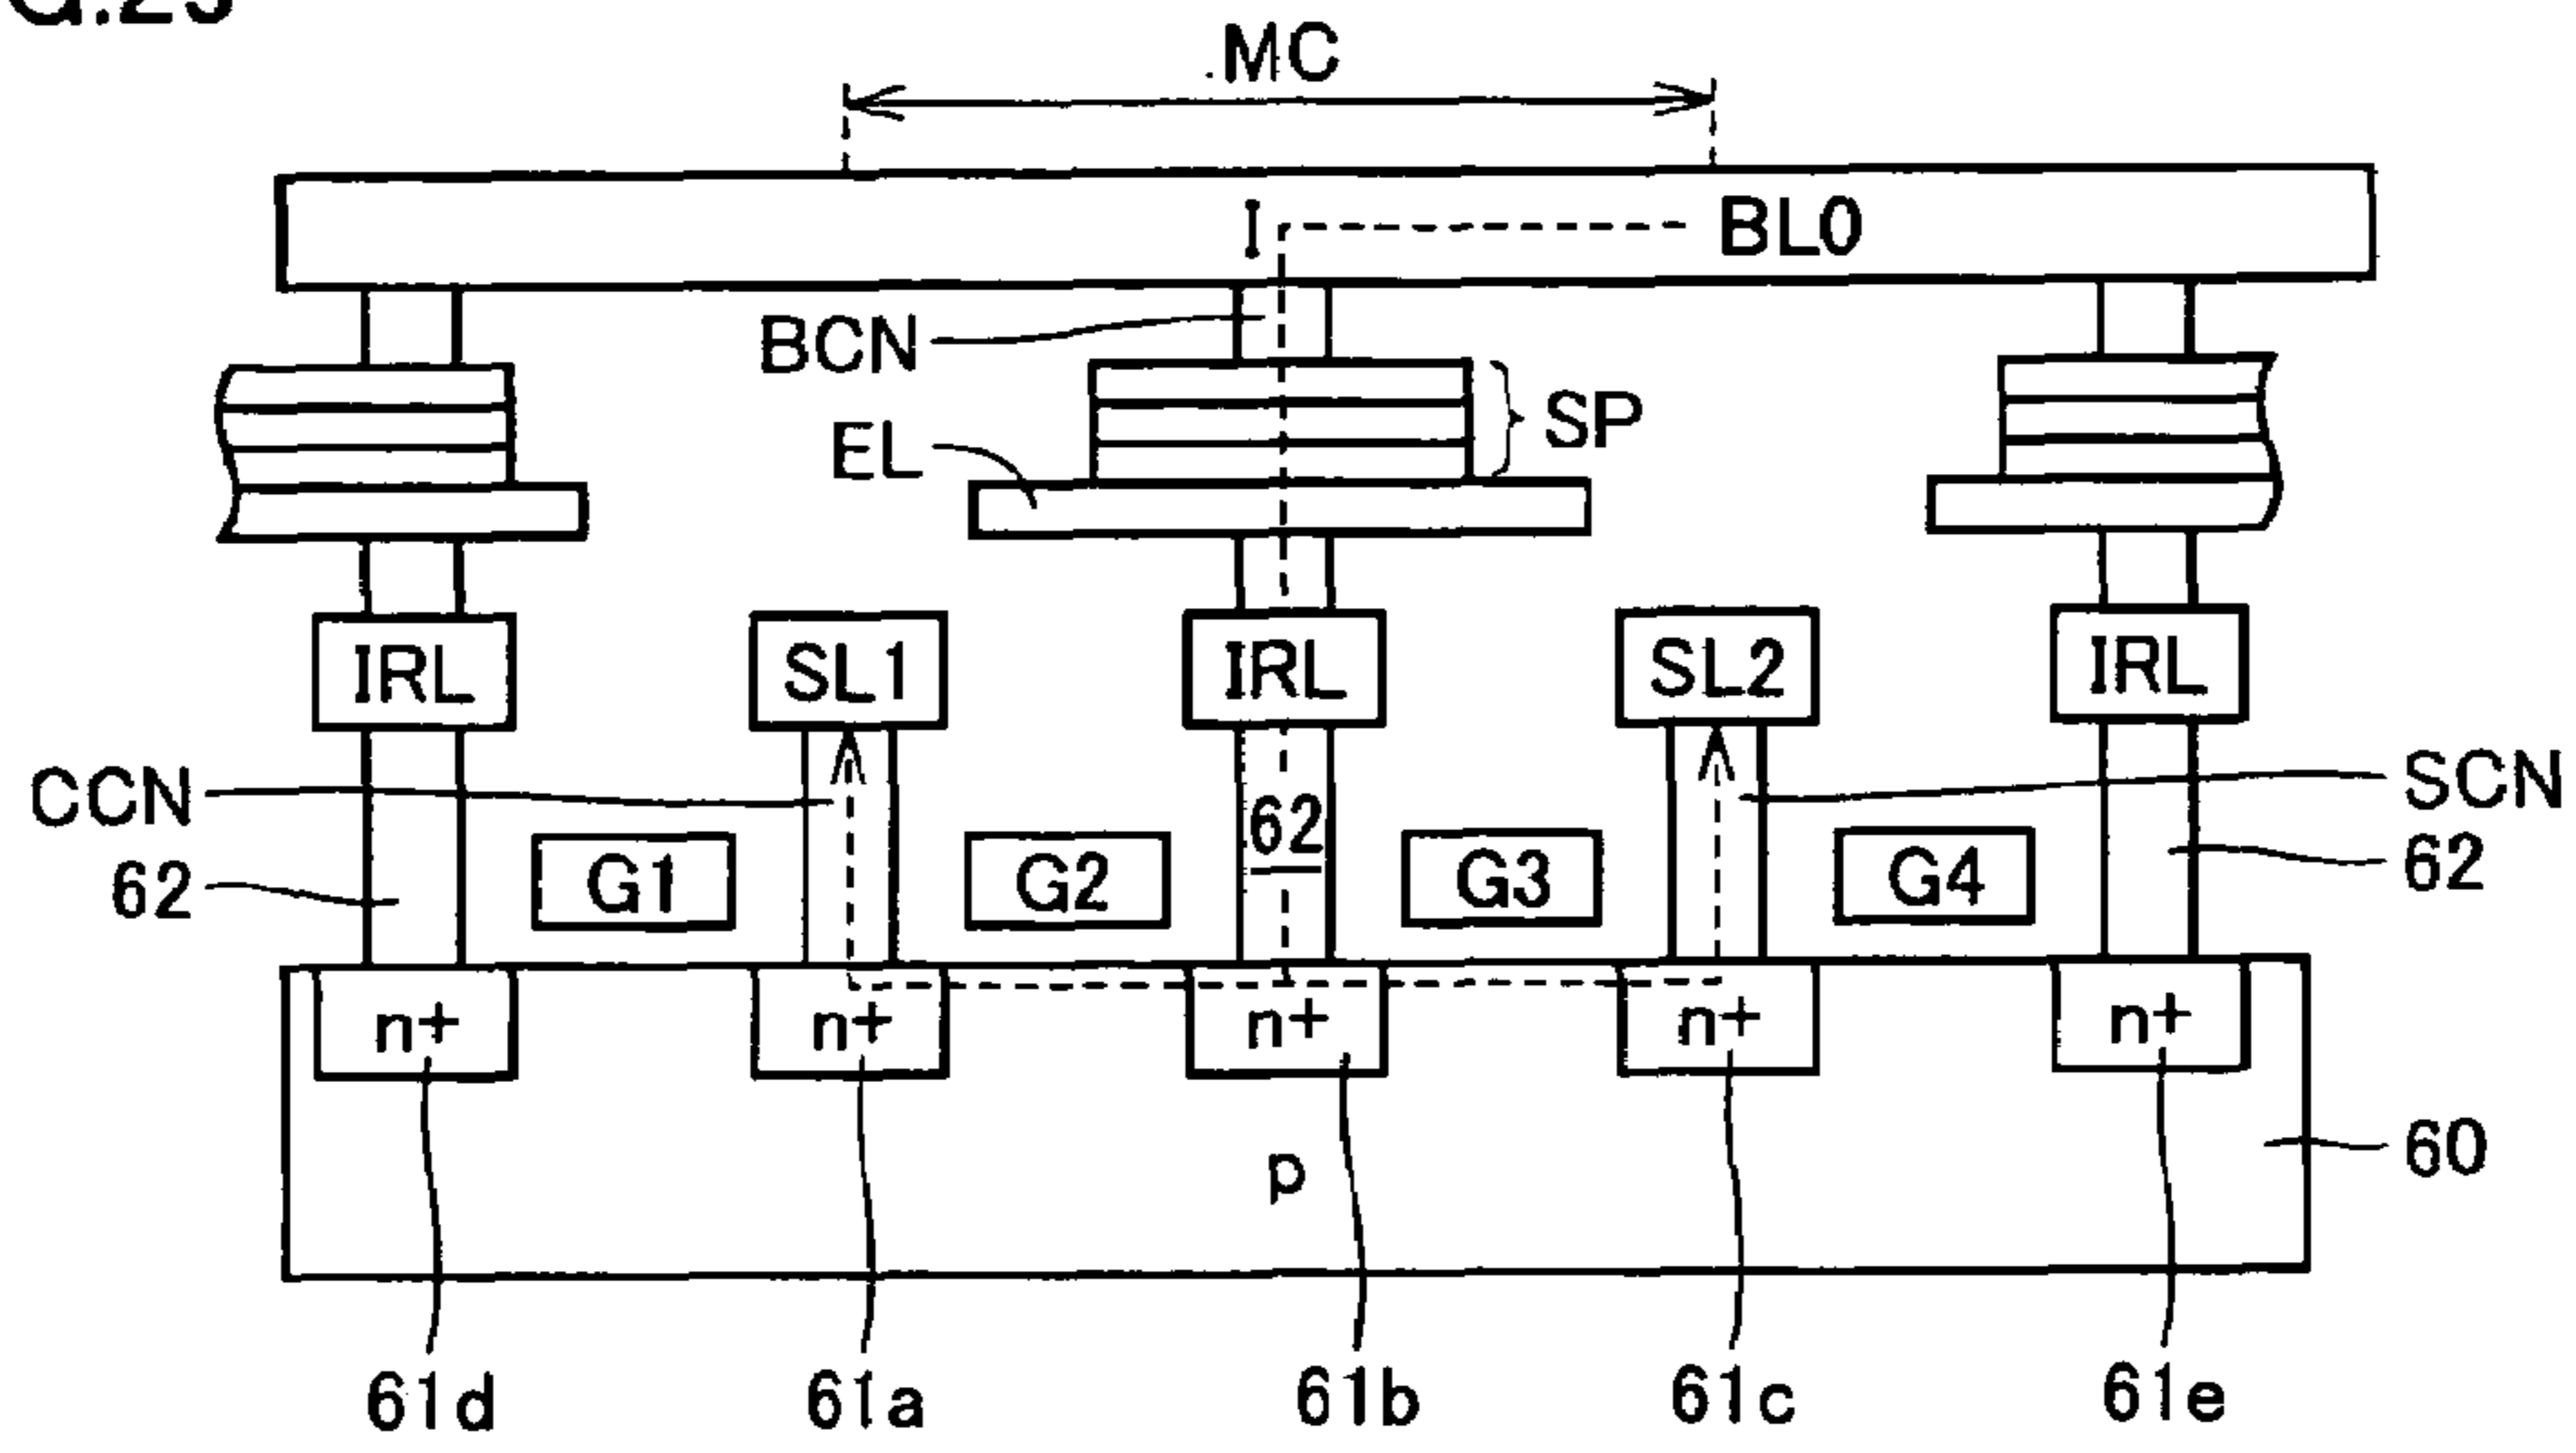 G.25
MC
I BL0
BCN
SP
EL
IRL SL1 IRL SL2 IRL
CCN SCN
62 G1 G2 62 G3 G4 62
n+ n+ n+ n+ n+
p 60
61d 61a 61b 61c 61e